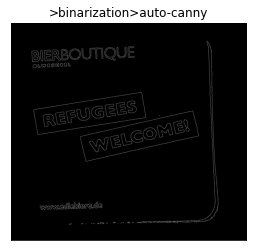 >binarization>auto-canny
BIERBOUTIQUE
REFUGEES
WELCOME!